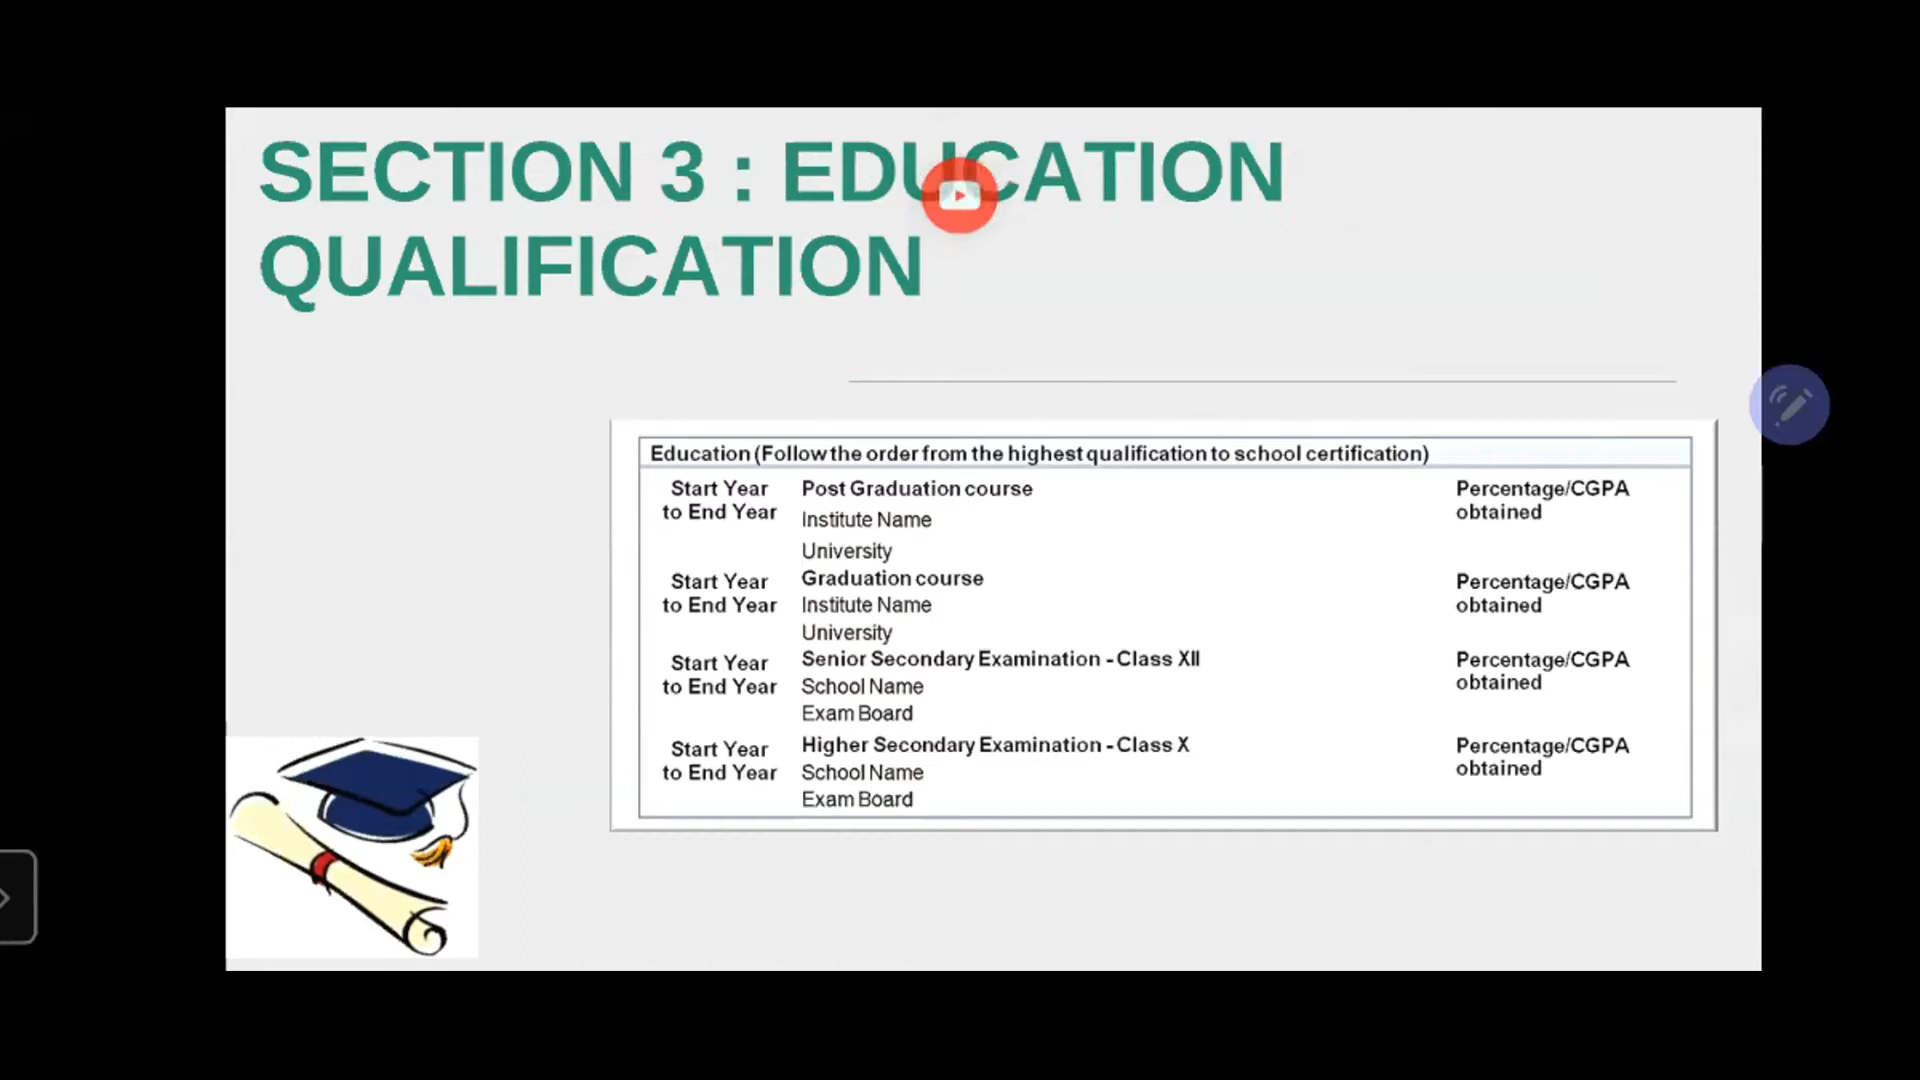 SECTION 3 : EDUCATION
QUALIFICATION
Education (Follow the order from the highest qualification to school certification)
Start Year
to End Year
Post Graduation course
Institute Name
University
Percentage/CGPA
obtained
Start Year
to End Year
Graduation course
Institute Name
University
Percentage/CGPA
obtained
Start Year
to End Year
Senior Secondary Examination - Class XII
School Name
Exam Board
Percentage/CGPA
obtained
Start Year
to End Year
Higher Secondary Examination - Class X
School Name
Exam Board
Percentage/CGPA
obtained